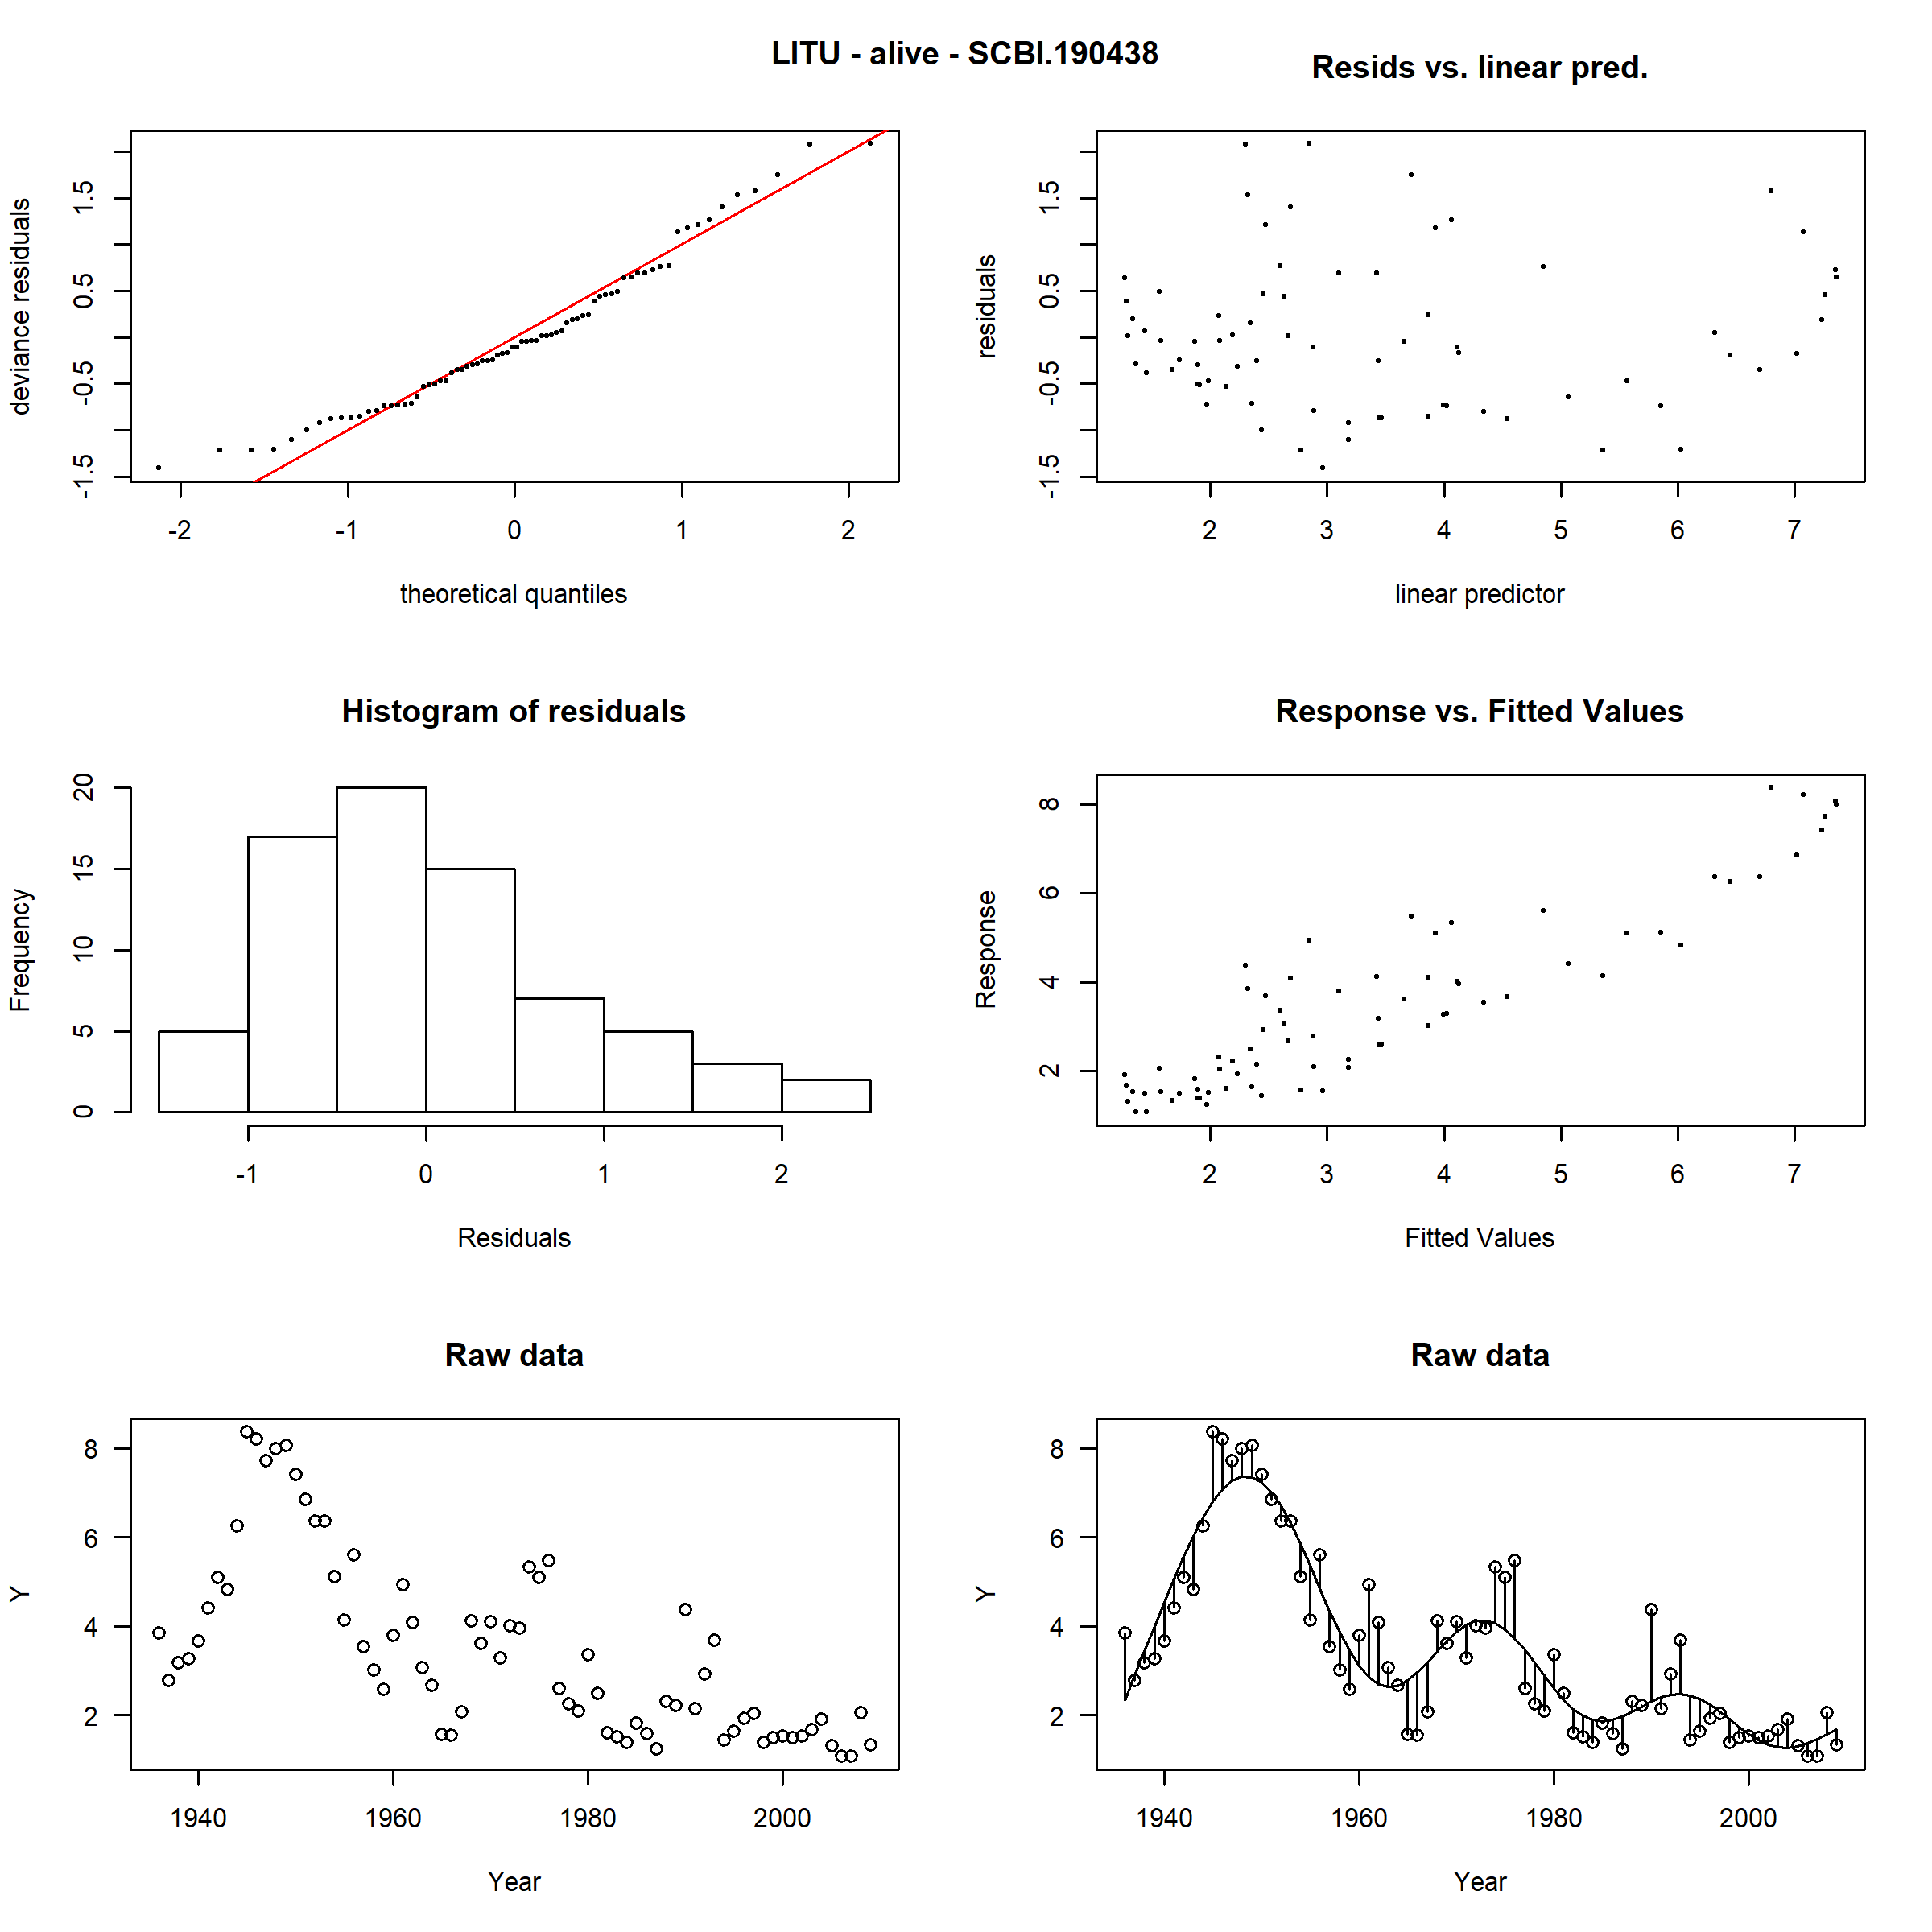 LITU - alive - SCBI.190438
Resids vs. linear pred.
deviance residuals
-1.5 -0.5 0.5 1.5
-2 -1 0 1 2
theoretical quantiles
residuals
-1.5 -0.5 0.5 1.5
2 3 4 5 6 7
linear predictor
Histogram of residuals
Frequency
0 5 10 15 20
-1 0 1 2
Residuals
Response vs. Fitted Values
Response
2 4 6 8
2 3 4 5 6 7
Fitted Values
Raw data
Y
2 4 6 8
1940 1960 1980 2000
Year
Raw data
Y
2 4 6 8
1940 1960 1980 2000
Year